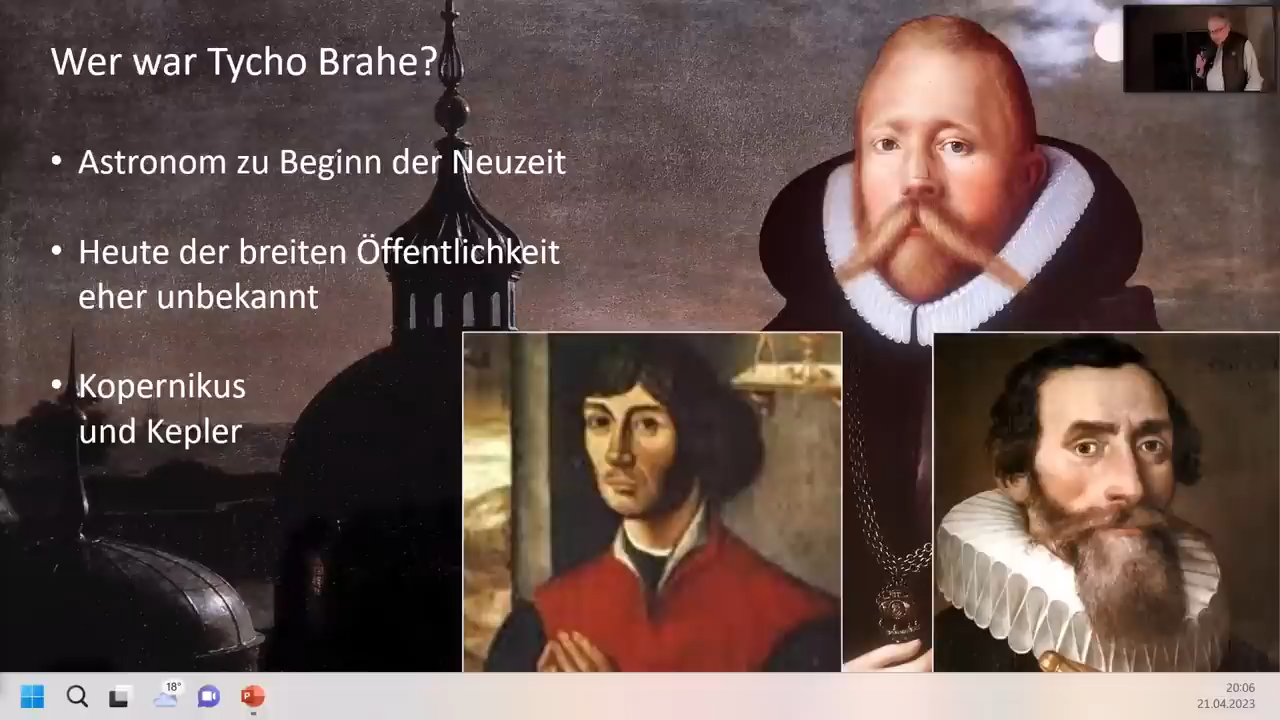 Wer war Tycho Brahe?
• Astronom zu Beginn der Neuzeit
• Heute der breiten Öffentlichkeit
eher unbekannt
• Kopernikus
und Kepler
18°
20:06
21.04.2023